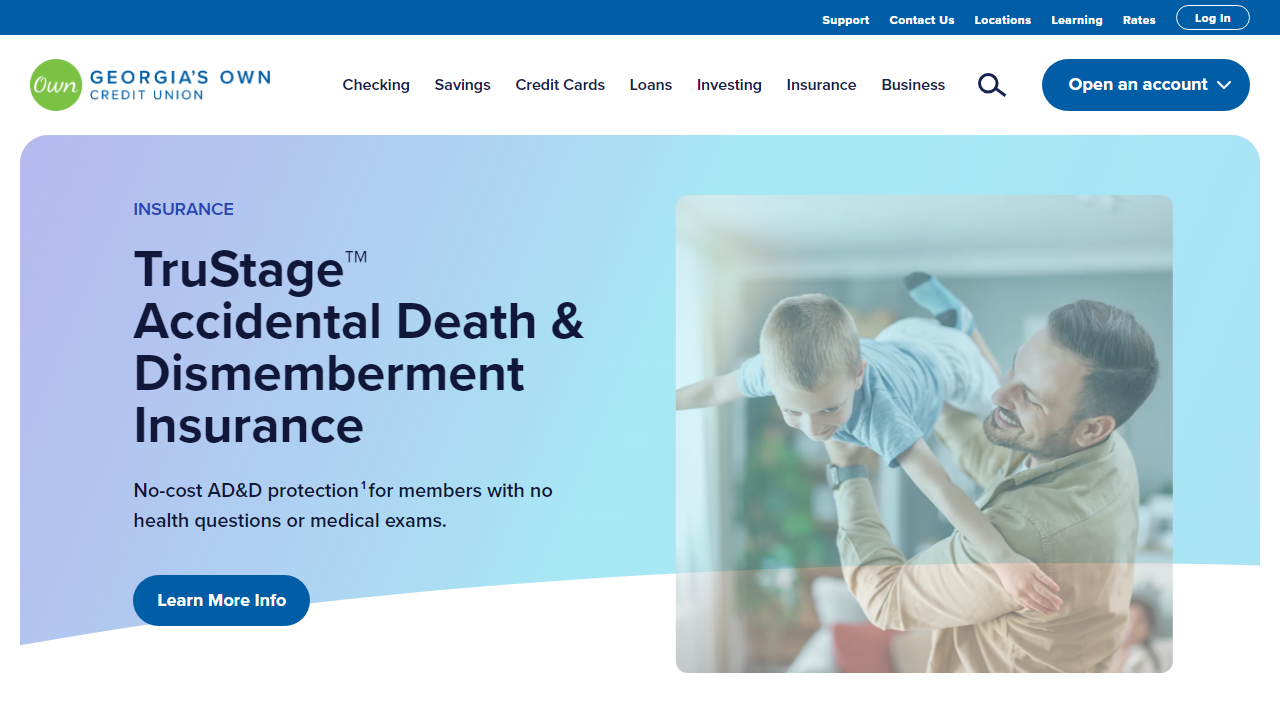 Support Contact Us Locations Learning Rates Log In
Own GEORGIA'S OWN
CREDIT UNION
Checking Savings Credit Cards Loans Investing Insurance Business
Open an account
INSURANCE
TruStage™
Accidental Death &
Dismemberment
Insurance
No-cost AD&D protection¹ for members with no
health questions or medical exams.
Learn More Info